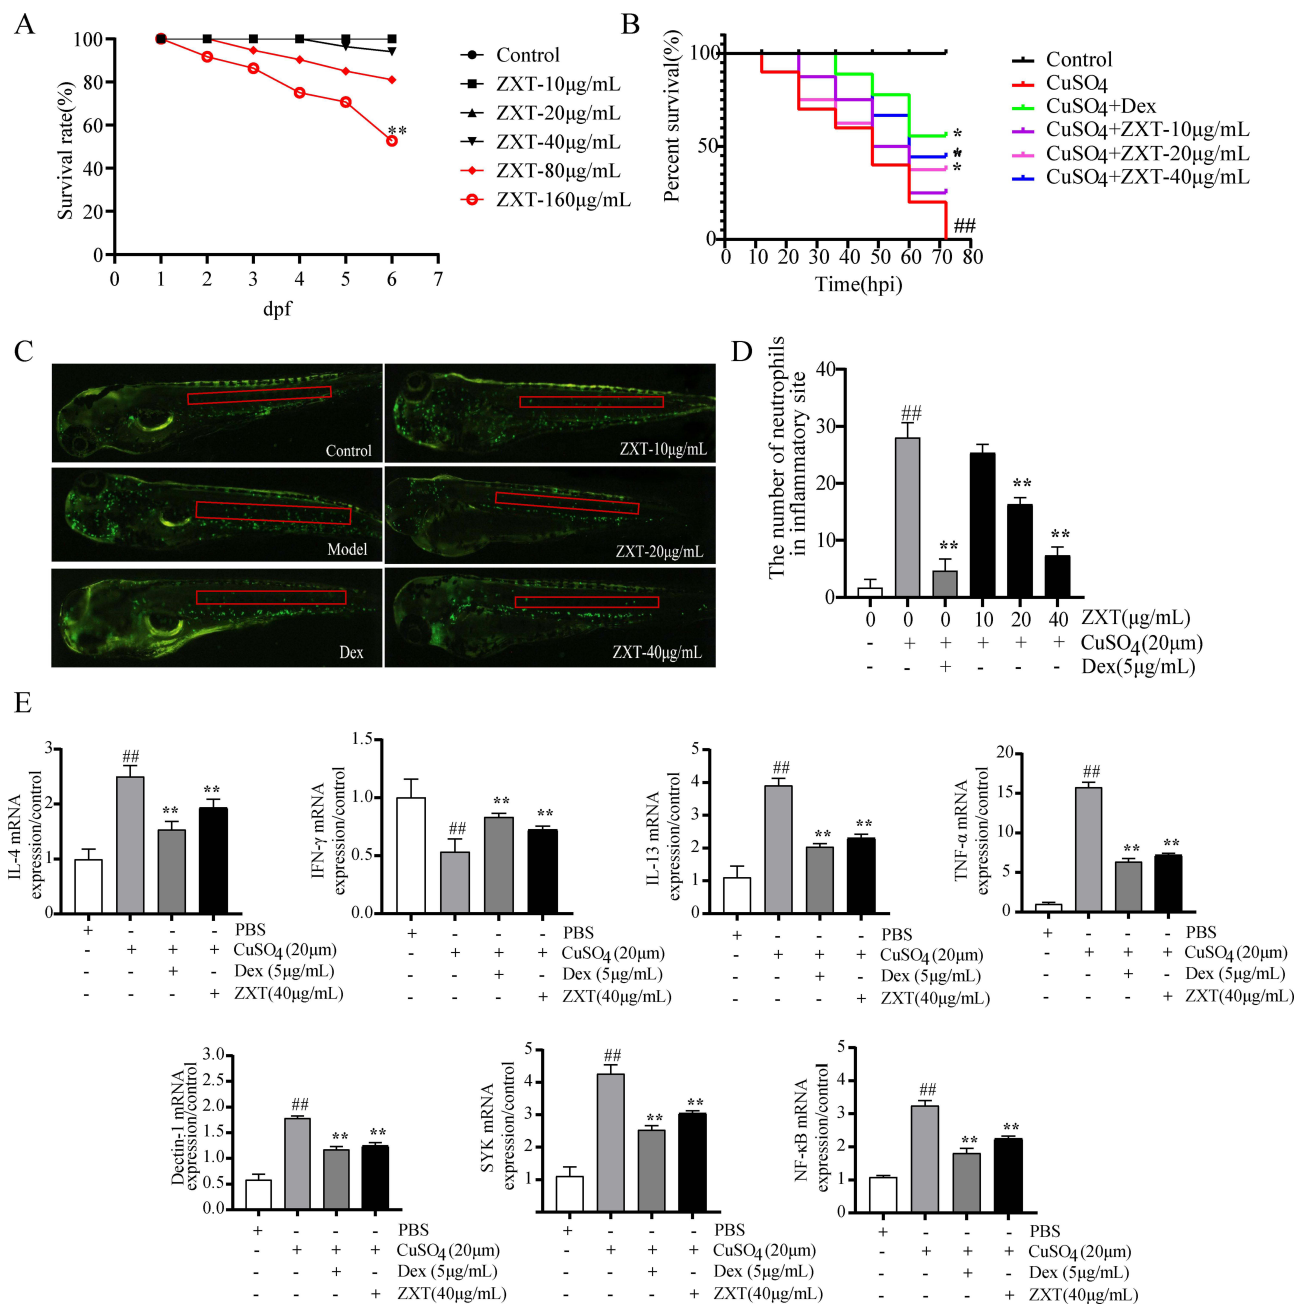 A
100
80
60
40
20
0
Survival rate(%)
0 1 2 3 4 5 6 7
dpf
**
Control
ZXT-10μg/mL
ZXT-20μg/mL
ZXT-40μg/mL
ZXT-80μg/mL
ZXT-160μg/mL
B
100
50
0
Percent survival(%)
0 10 20 30 40 50 60 70 80
Time(hpi)
*
*
*
##
Control
CuSO4
CuSO4+Dex
CuSO4+ZXT-10μg/mL
CuSO4+ZXT-20μg/mL
CuSO4+ZXT-40μg/mL
C
Control
ZXT-10μg/mL
Model
ZXT-20μg/mL
Dex
ZXT-40μg/mL
D
The number of neutrophils
in inflammatory site
40
30
20
10
0
##
**
**
**
0 0 0 10 20 40 ZXT(μg/mL)
- + + + + + CuSO4(20μm)
- - + Dex(5μg/mL)
E
IL-4 mRNA
expression/control
3
2
1
0
##
**
**
+ PBS
- + + + CuSO4(20μm)
- - + - Dex (5μg/mL)
- - - + ZXT(40μg/mL)
IFN-γ mRNA
expression/control
1.5
1.0
0.5
0.0
##
**
**
+ PBS
- + + + CuSO4(20μm)
- - + - Dex (5μg/mL)
- - - + ZXT(40μg/mL)
IL-13 mRNA
expression/control
5
4
3
2
1
0
##
**
**
+ - - - PBS
- + + + CuSO4(20μm)
- - + - Dex (5μg/mL)
- - - + ZXT(40μg/mL)
TNF-α mRNA
expression/control
20
15
10
5
0
##
**
**
+ - - - PBS
- + + + CuSO4(20μm)
- - + - Dex (5μg/mL)
- - - + ZXT(40μg/mL)
Dectin-1 mRNA
expression/control
3.0
2.5
2.0
1.5
1.0
0.5
0.0
##
**
**
+ - - - PBS
- + + + CuSO4(20μm)
- - + - Dex (5μg/mL)
- - - + ZXT(40μg/mL)
SYK mRNA
expression/control
5
4
3
2
1
##
**
**
+ - - - PBS
- + + + CuSO4(20μm)
- - + - Dex (5μg/mL)
- - - + ZXT(40μg/mL)
NF-κB mRNA
expression/control
5
4
3
2
1
0
##
**
**
+ - - - PBS
- + + + CuSO4(20μm)
- - + - Dex (5μg/mL)
- - - + ZXT(40μg/mL)